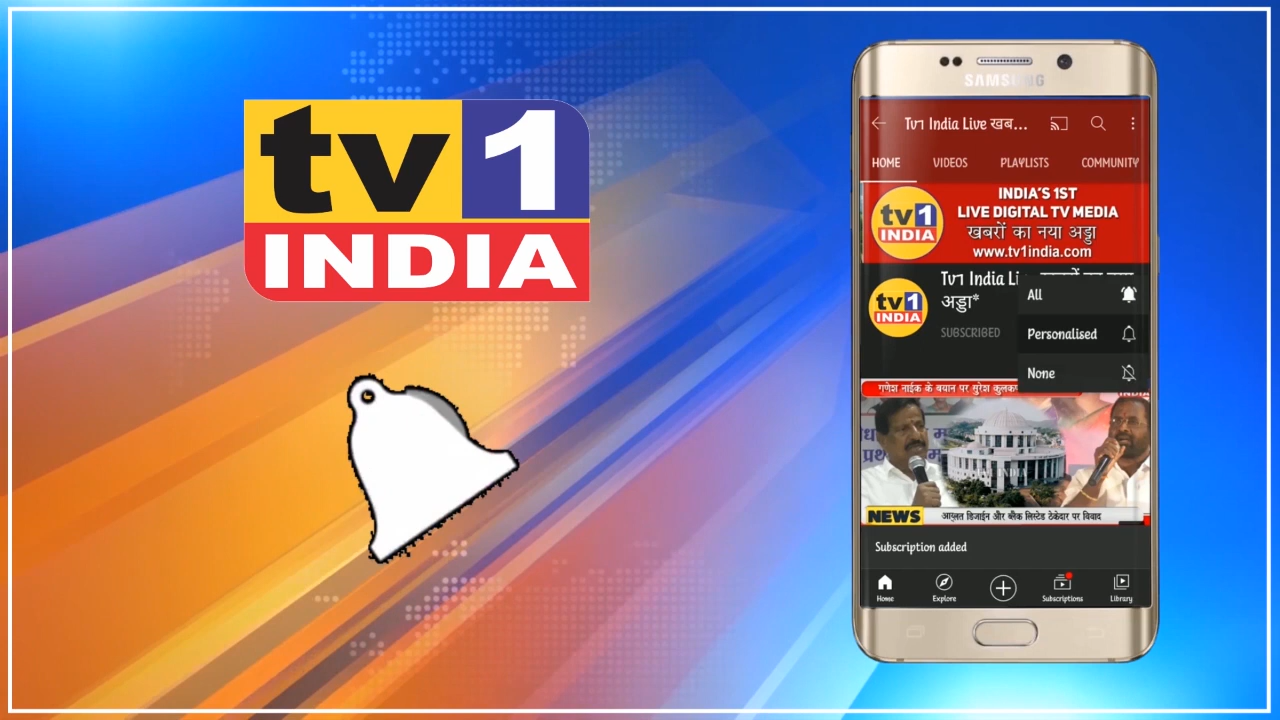 tv1
INDIA
SAMSUNG
Tv1 India Live खब...
HOME VIDEOS PLAYLISTS COMMUNITY
tv1
INDIA
INDIA'S 1ST
LIVE DIGITAL TV MEDIA
खबरों का नया अड्डा
www.tv1india.com
Tv1 India Li
अड्डा*
tv1
INDIA
SUBSCRIBED
All
Personalised
None
गणेश नाईक के बयान पर सुरेश कुलक
NEWS
आयलत डिजाईन और ब्लैक लिस्टेड ठेकेदार पर विवाद
Subscription added
Home Explore Subscriptions Library